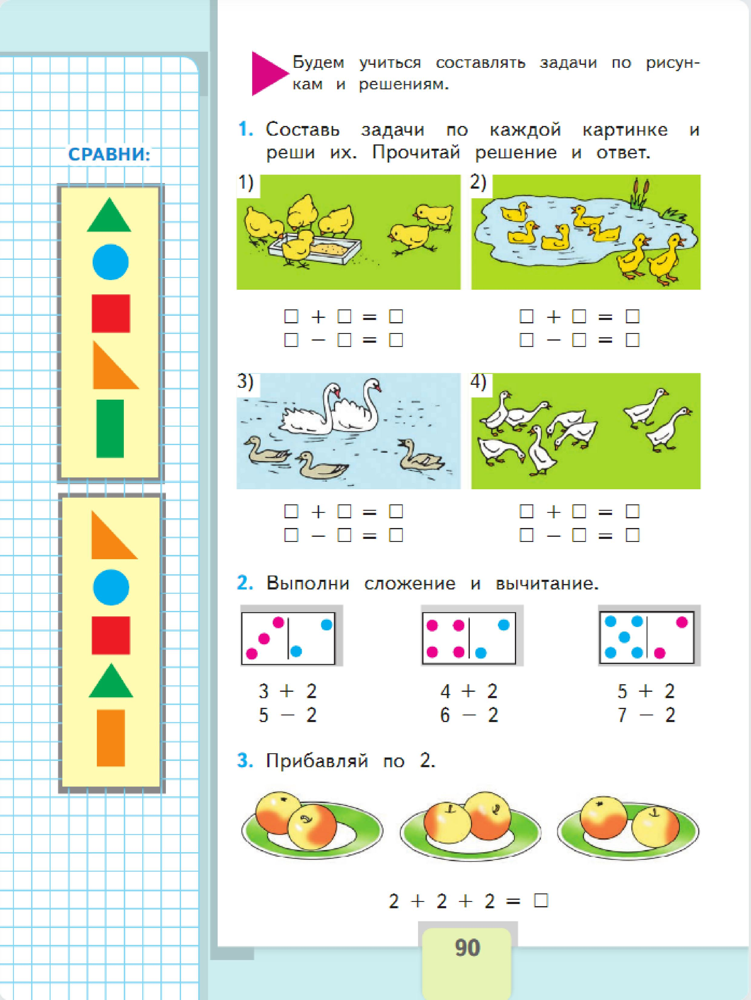 Будем учиться составлять задачи по рисун-
кам и решениям.
СРАВНИ:
1. Составь задачи по каждой картинке и
реши их. Прочитай решение и ответ.
1)
2)
□ + □ = □
□ + □ = □
□ − □ = □
□ − □ = □
3)
4)
□ + □ = □
□ + □ = □
□ − □ = □
□ − □ = □
2. Выполни сложение и вычитание.
3 + 2
4 + 2
5 + 2
5 − 2
6 − 2
7 − 2
3. Прибавляй по 2.
2 + 2 + 2 = □
90